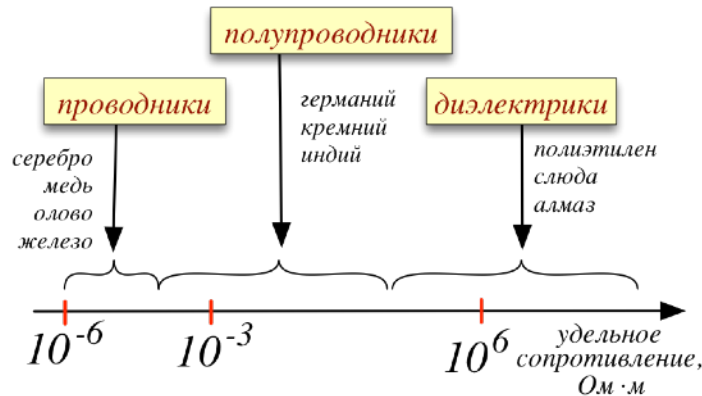 полупроводники
проводники
диэлектрики
серебро
медь
олово
железо
германий
кремний
индий
полиэтилен
слюда
алмаз
10⁻⁶
10⁻³
10⁶
удельное
сопротивление,
Ом·м